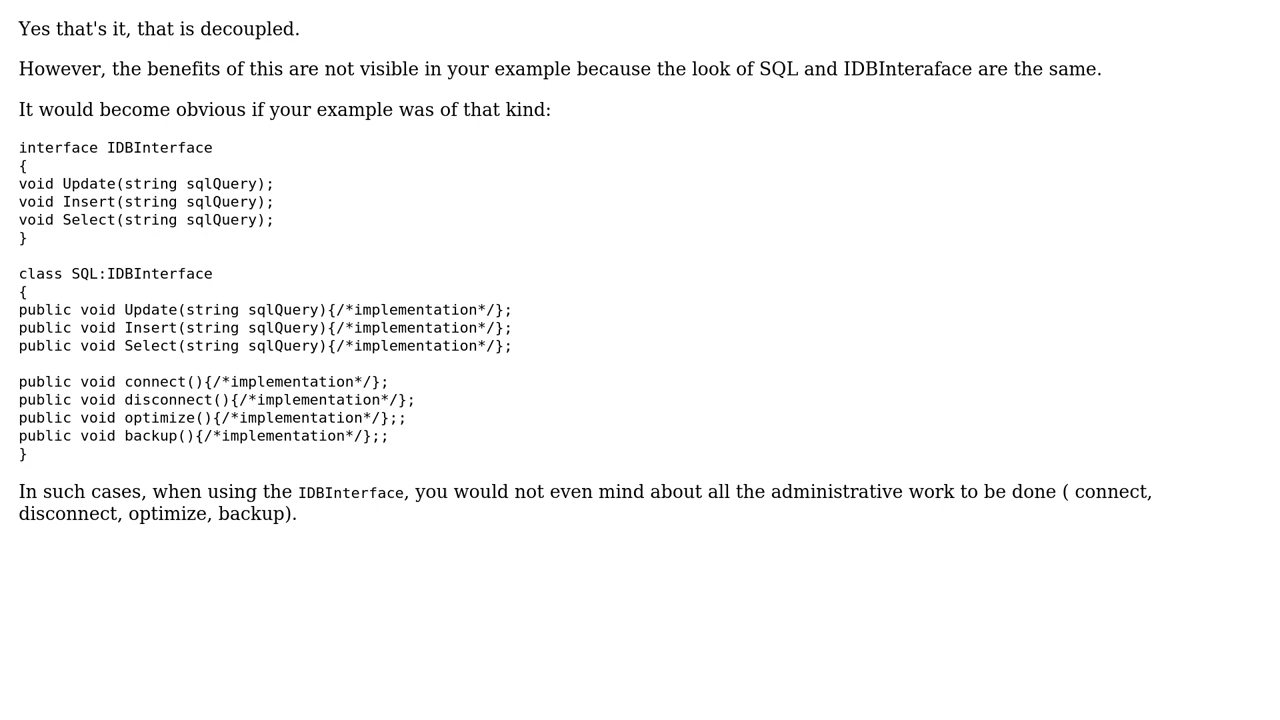 Yes that's it, that is decoupled.
However, the benefits of this are not visible in your example because the look of SQL and IDBInteraface are the same.
It would become obvious if your example was of that kind:
interface IDBInterface
{
void Update(string sqlQuery);
void Insert(string sqlQuery);
void Select(string sqlQuery);
}
class SQL:IDBInterface
{
public void Update(string sqlQuery){/*implementation*/};
public void Insert(string sqlQuery){/*implementation*/};
public void Select(string sqlQuery){/*implementation*/};
public void connect(){/*implementation*/};
public void disconnect(){/*implementation*/};
public void optimize(){/*implementation*/};;
public void backup(){/*implementation*/};;
}
In such cases, when using the IDBInterface, you would not even mind about all the administrative work to be done ( connect,
disconnect, optimize, backup).